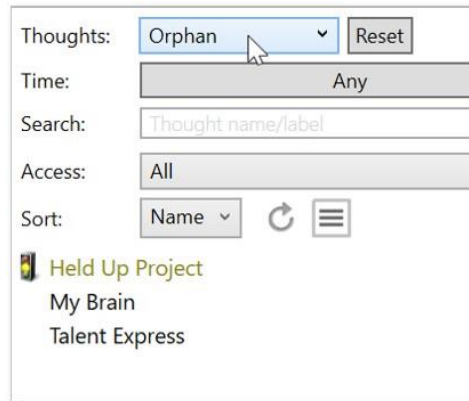 Thoughts: Orphan Reset
Time: Any
Search: Thought name/label
Access: All
Sort: Name
Held Up Project
My Brain
Talent Express